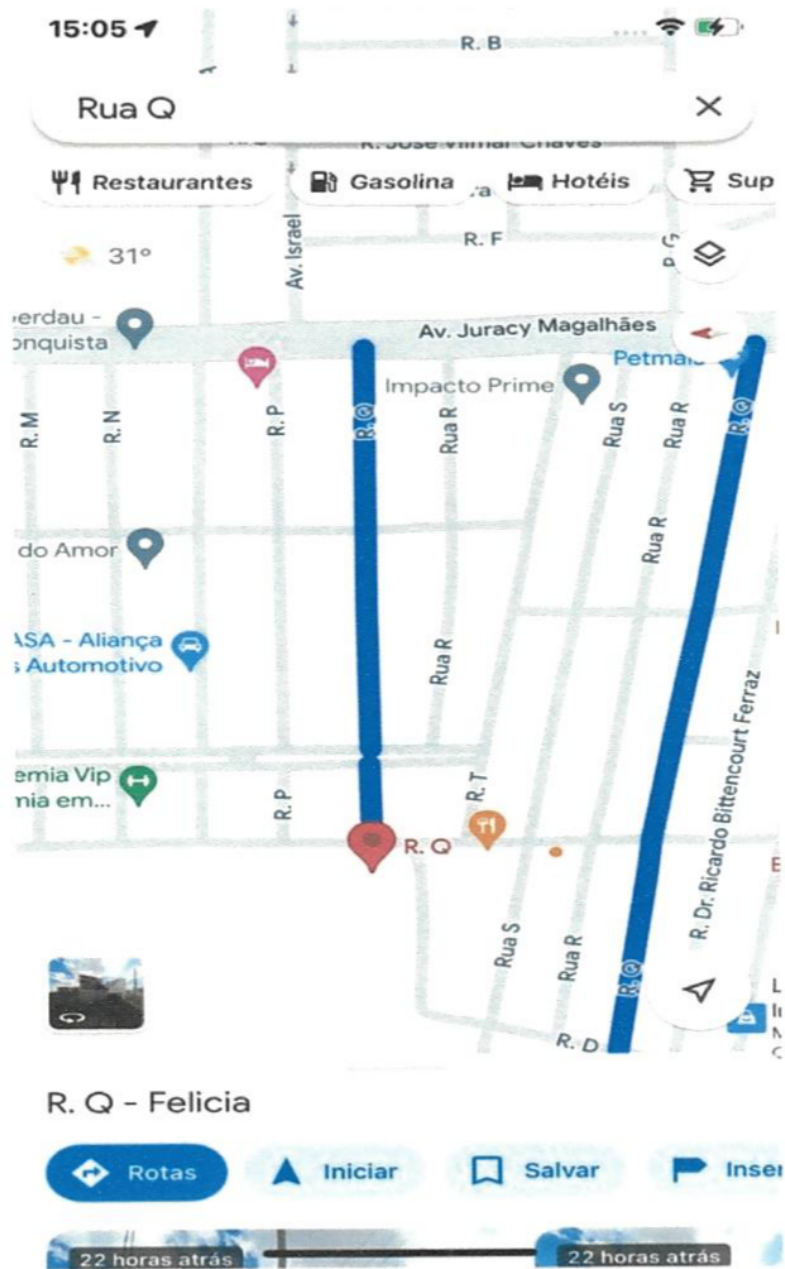 15:05
R. B
Rua Q
Restaurantes
Gasolina
Hotéis
Sup
31°
Av. Israel
R. F
erdau -
onquista
Av. Juracy Magalhães
Petmais
Impacto Prime
R. M
R. N
R. P
R. Q
Rua R
Rua S
Rua R
R. Q
do Amor
Rua R
ASA - Aliança
s Automotivo
Rua R
R. Dr. Ricardo Bittencourt Ferraz
emia Vip
mia em...
R. P
R. T
R. Q
Rua S
Rua R
R. Q
R. D
R. Q - Felicia
Rotas
Iniciar
Salvar
Inser
22 horas atrás
22 horas atrás